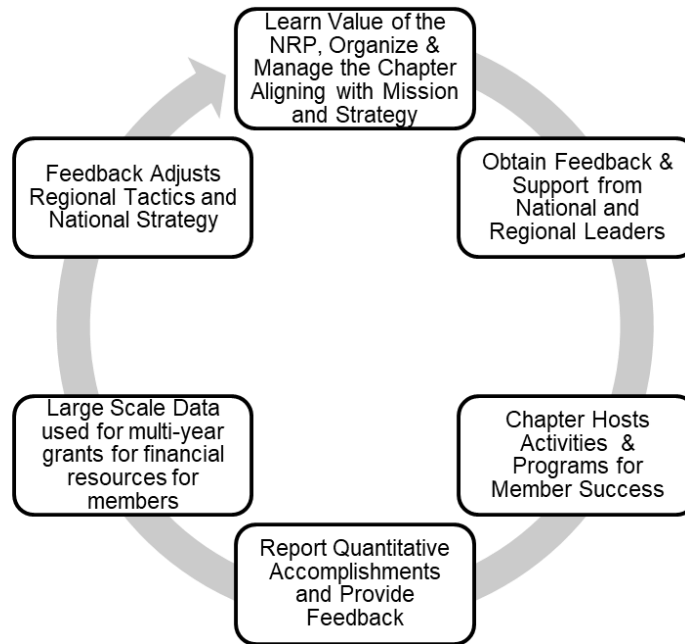 Learn Value of the
NRP, Organize &
Manage the Chapter
Aligning with Mission
and Strategy
Obtain Feedback &
Support from
National and
Regional Leaders
Chapter Hosts
Activities &
Programs for
Member Success
Report Quantitative
Accomplishments
and Provide
Feedback
Large Scale Data
used for multi-year
grants for financial
resources for
members
Feedback Adjusts
Regional Tactics and
National Strategy